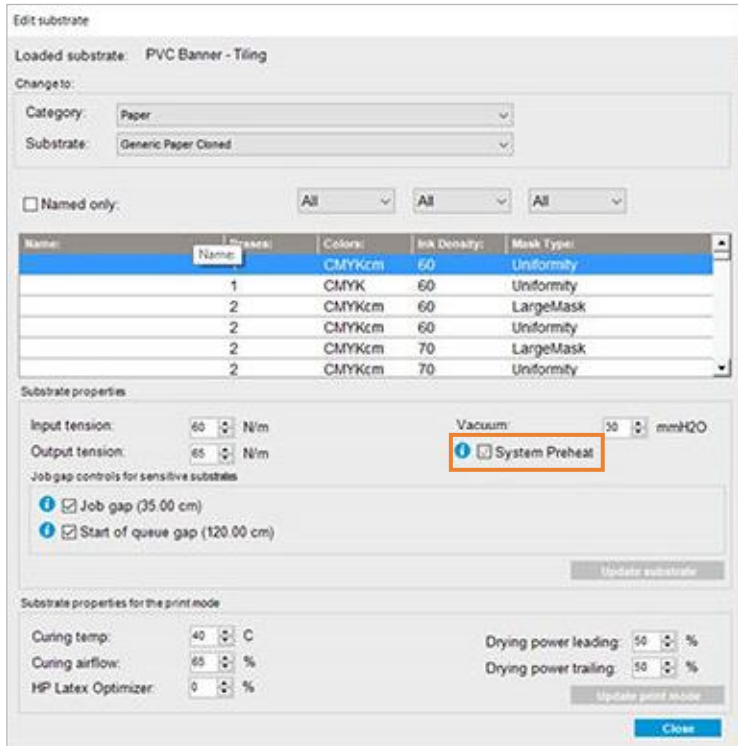 Edit substrate
Loaded substrate: PVC Banner - Tiling
Change to:
Category: Paper
Substrate: Generic Paper Cloned
Named only: All All All
Name: Colors: Ink Density: Mask Type:
Name:
CMYKcm 60 Uniformity
1 CMYK 60 Uniformity
2 CMYKcm 60 LargeMask
2 CMYKcm 60 Uniformity
2 CMYKcm 70 LargeMask
2 CMYKcm 70 Uniformity
Substrate properties
Input tension: 60 N/m Vacuum: 30 mmH2O
Output tension: 65 N/m System Preheat
Job gap controls for sensitive substrates
Job gap (35.00 cm)
Start of queue gap (120.00 cm)
Update substrate
Substrate properties for the print mode
Curing temp: 40 C Drying power leading: 50 %
Curing airflow: 65 % Drying power trailing: 50 %
HP Latex Optimizer: 0 % Update print mode
Close